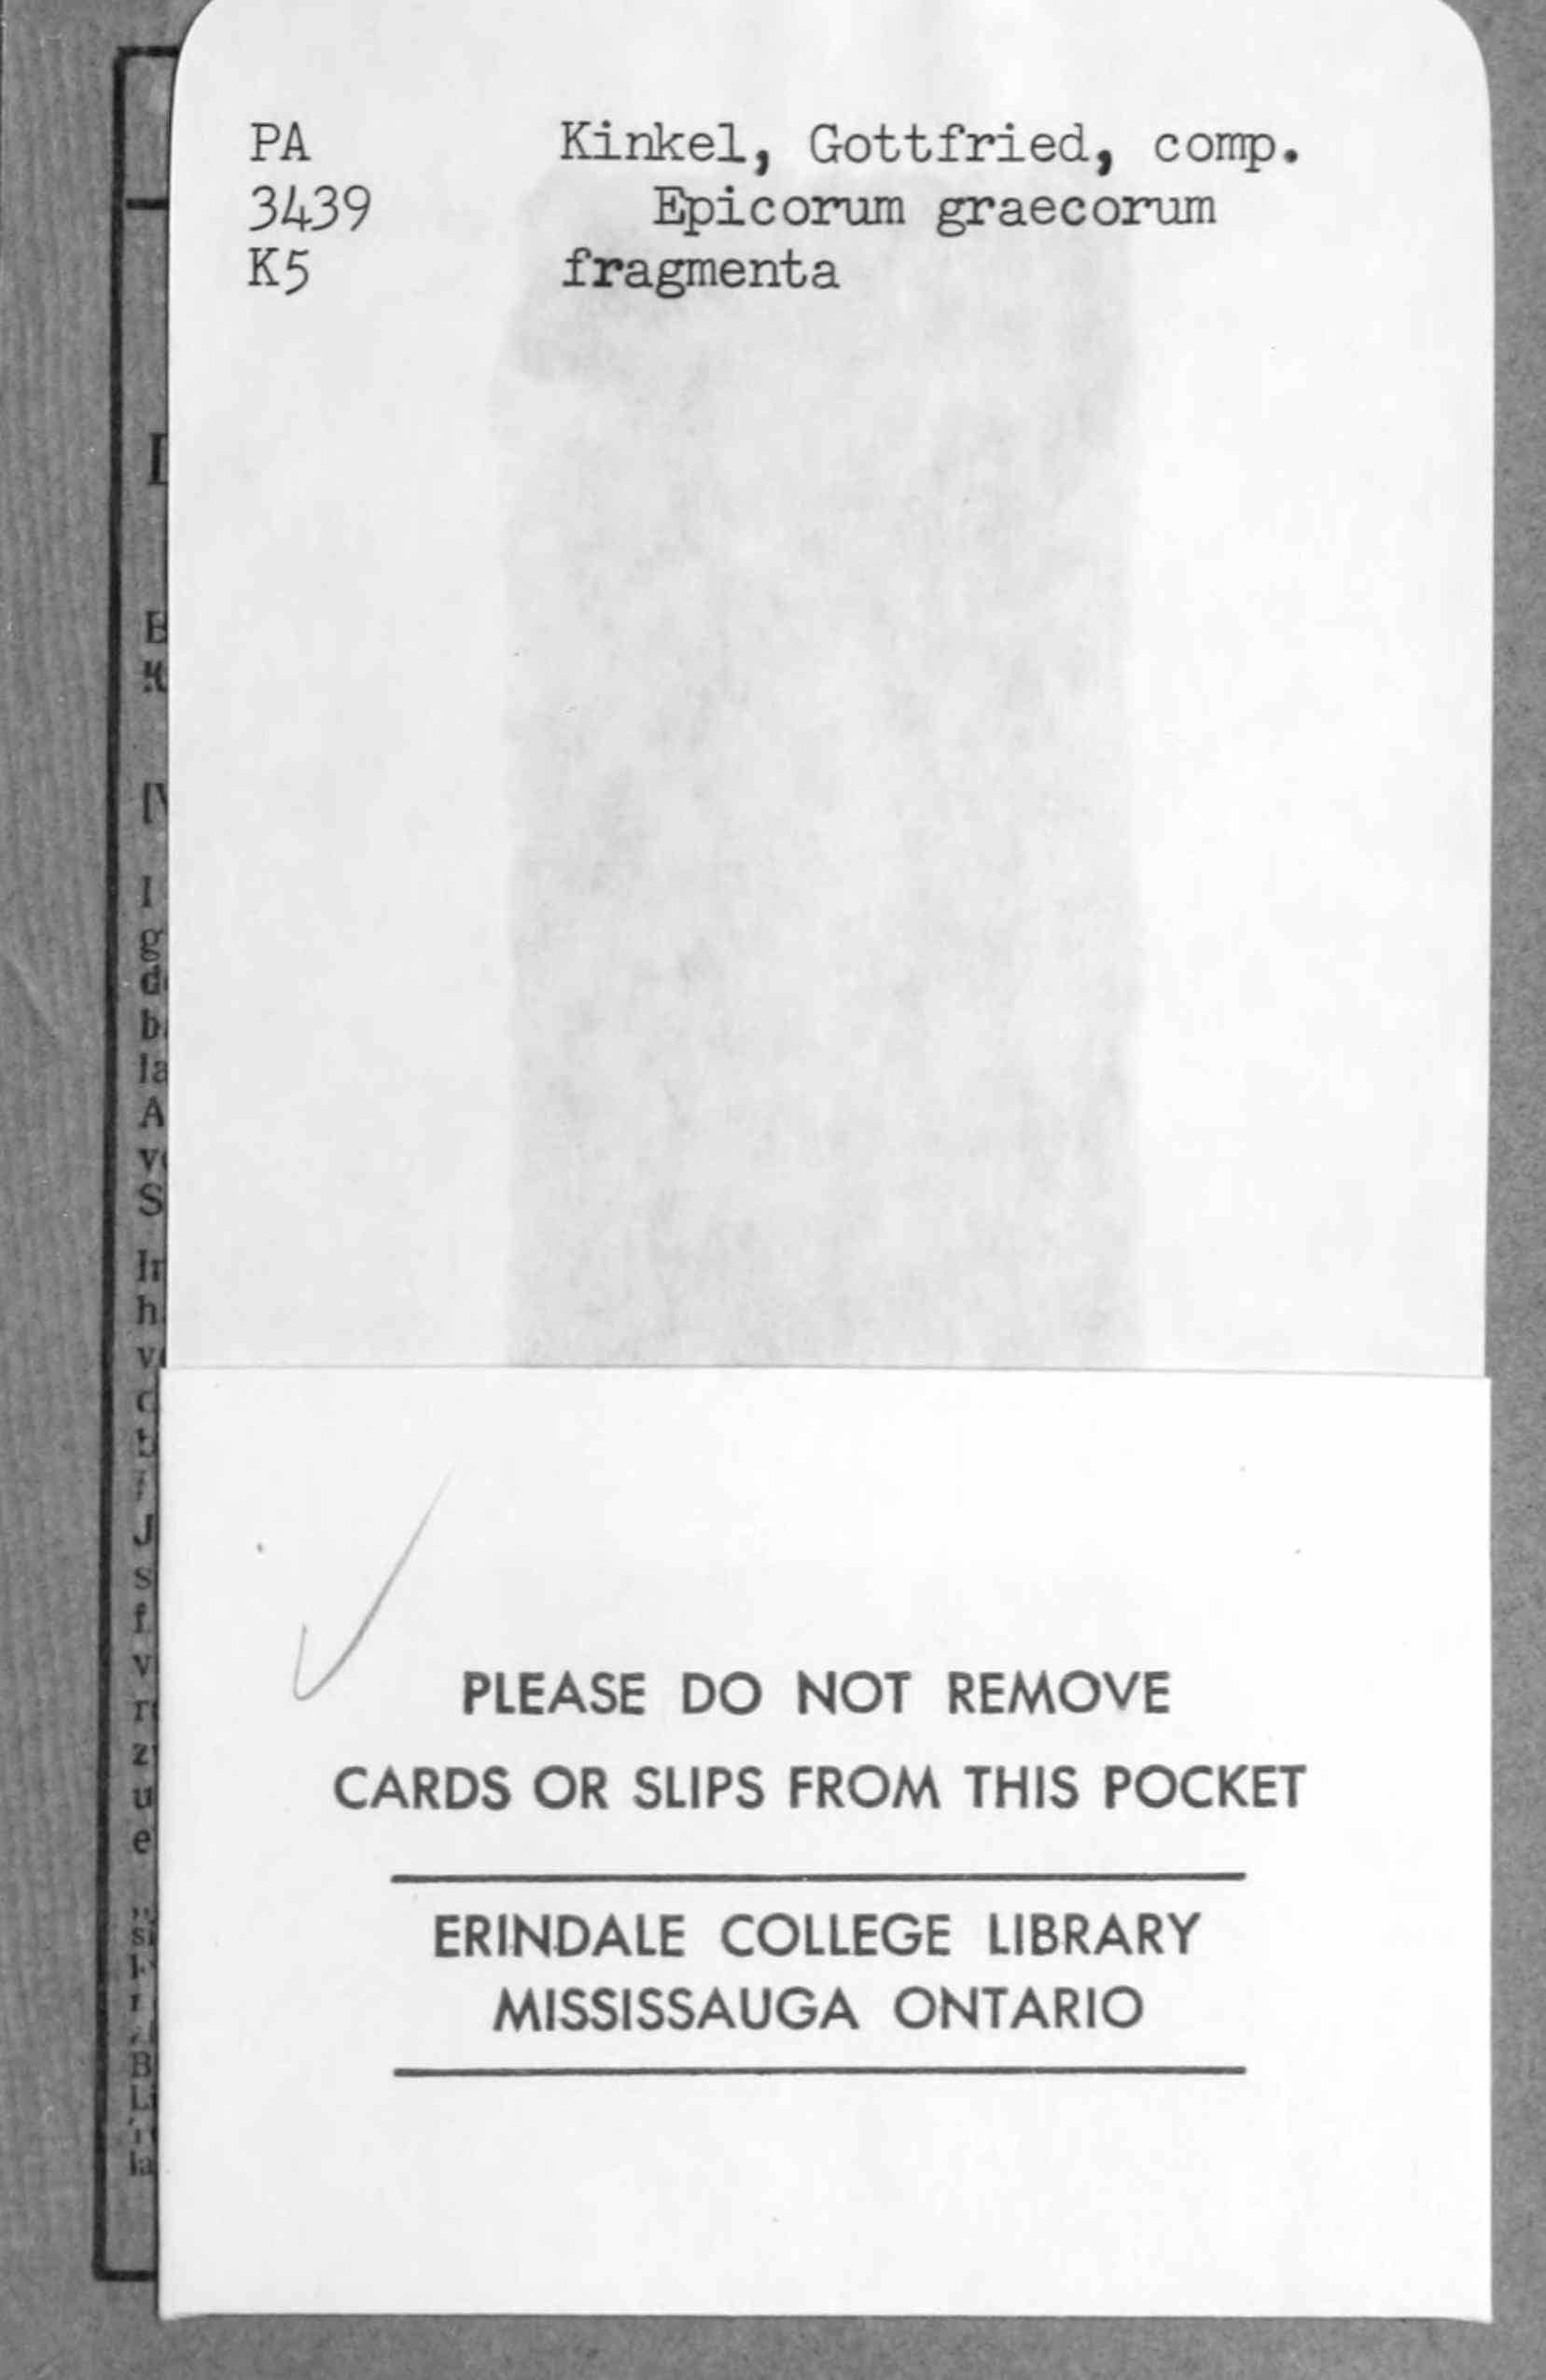 PA Kinkel, Gottfried, comp.
3439 Epicorum graecorum
K5 fragmenta
PLEASE DO NOT REMOVE
CARDS OR SLIPS FROM THIS POCKET
ERINDALE COLLEGE LIBRARY
MISSISSAUGA ONTARIO